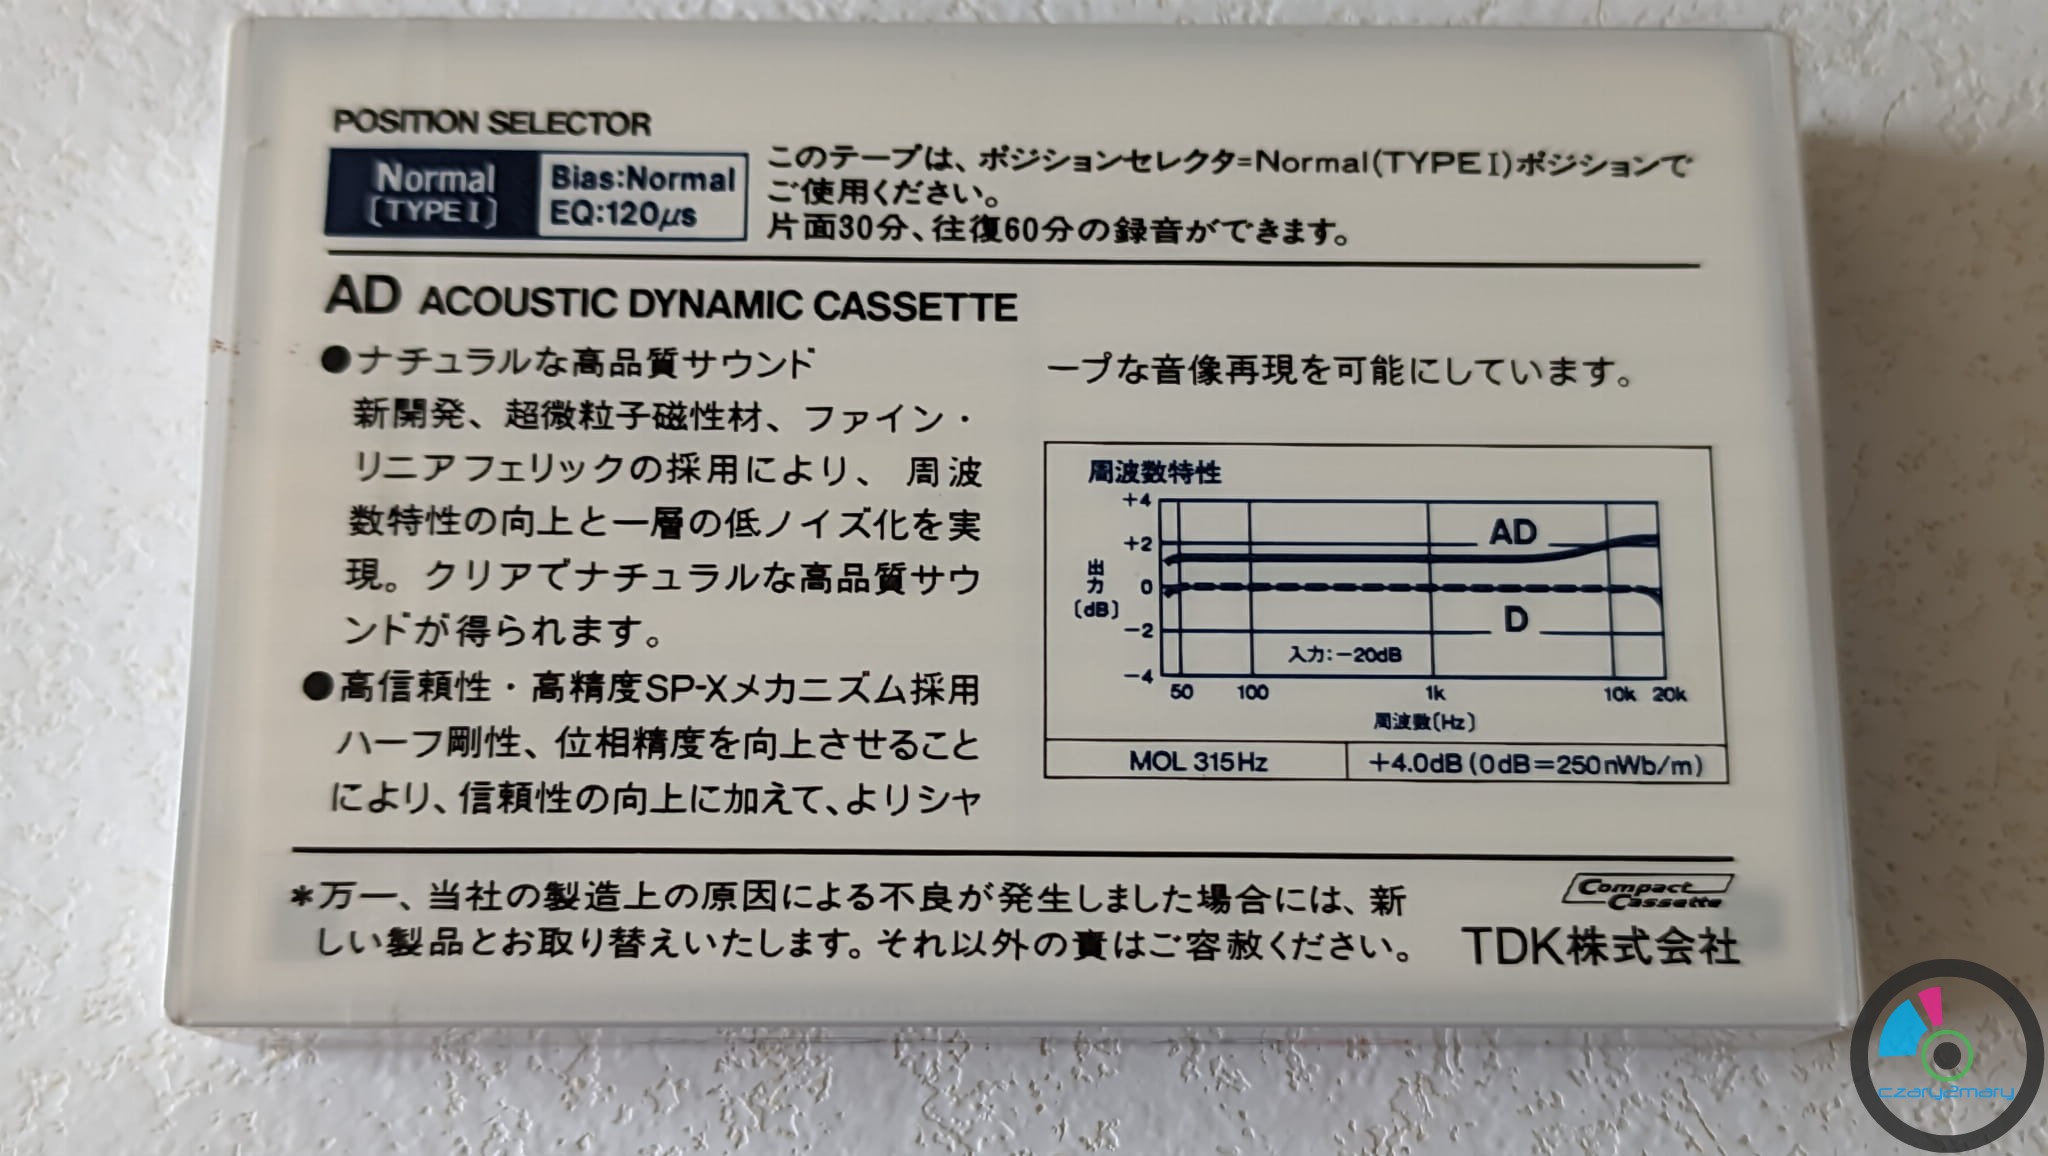 POSITION SELECTOR
Normal
[TYPE I]
Bias:Normal
EQ:120μs
このテープは、ポジションセレクタ=Normal(TYPE I)ポジションで
ご使用ください。
片面30分、往復60分の録音ができます。
AD ACOUSTIC DYNAMIC CASSETTE
●ナチュラルな高品質サウンド
新開発、超微粒子磁性材、ファイン・
リニアフェリックの採用により、周波
数特性の向上と一層の低ノイズ化を実
現。クリアでナチュラルな高品質サウ
ンドが得られます。
●高信頼性・高精度SP-Xメカニズム採用
ハーフ剛性、位相精度を向上させること
により、信頼性の向上に加えて、よりシャ
ープな音像再現を可能にしています。
周波数特性
+4
+2
0
−2
−4
出力
[dB]
AD
D
入力:−20dB
50 100 1k 10k 20k
周波数[Hz]
MOL 315Hz
+4.0dB (0dB=250nWb/m)
*万一、当社の製造上の原因による不良が発生しました場合には、新
しい製品とお取り替えいたします。それ以外の責はご容赦ください。
Compact
Cassette
TDK株式会社
czary2mary